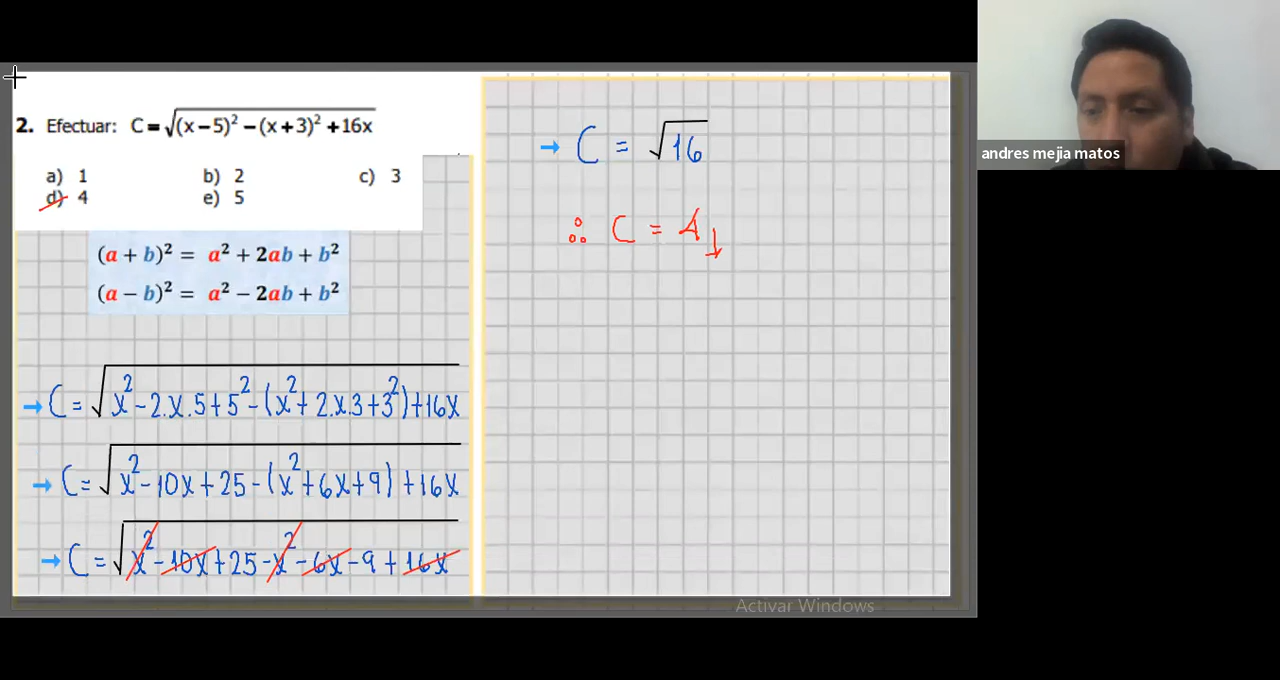 2. Efectuar: C = √(x−5)² −(x+3)² +16x
a) 1 b) 2 c) 3
d) 4 e) 5
(a + b)² = a² + 2ab + b²
(a − b)² = a² − 2ab + b²
→ C = √x² − 2.x.5 + 5² − (x² + 2.x.3 + 3²) + 16x
→ C = √x² − 10x + 25 − (x² + 6x + 9) + 16x
→ C = √x² − 10x + 25 − x² − 6x − 9 + 16x
→ C = √16
∴ C = 4
andres mejia matos
Activar Windows